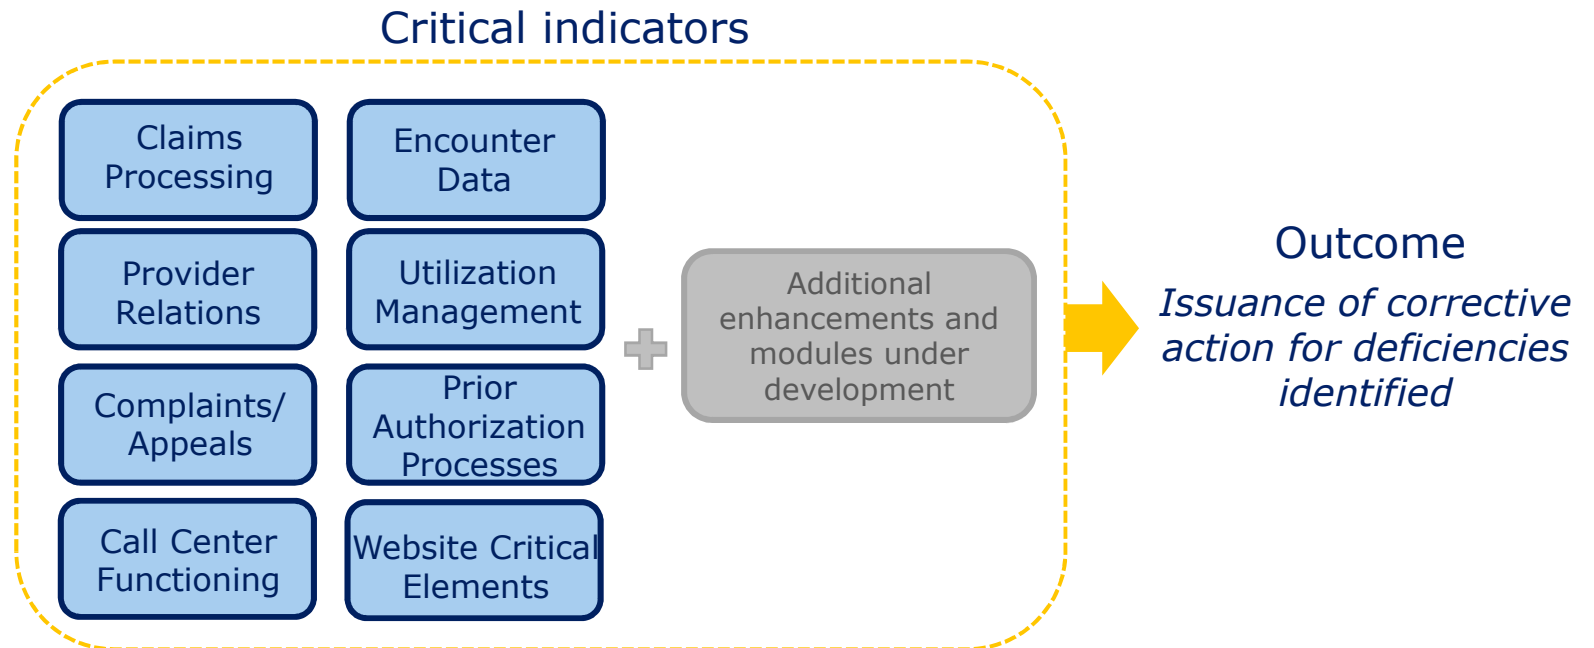 Critical indicators
Claims
Processing
Encounter
Data
Provider
Relations
Utilization
Management
Complaints/
Appeals
Prior
Authorization
Processes
Call Center
Functioning
Website Critical
Elements
Additional
enhancements and
modules under
development
Outcome
Issuance of corrective
action for deficiencies
identified